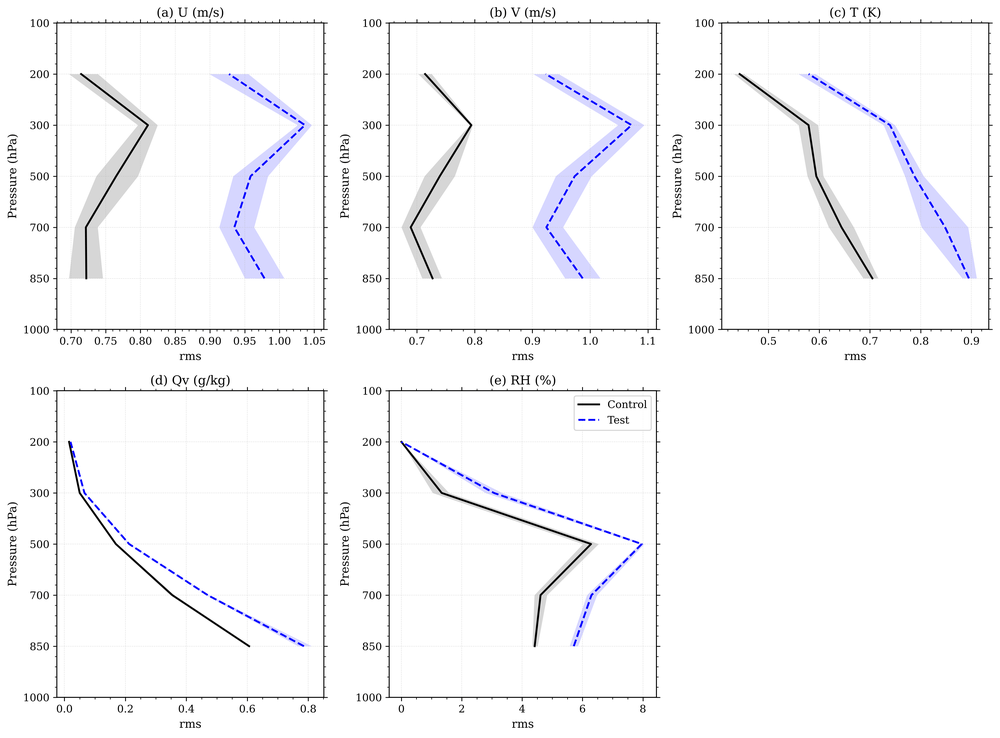 (a) U (m/s)
100
200
300
500
700
850
1000
Pressure (hPa)
0.70 0.75 0.80 0.85 0.90 0.95 1.00 1.05
rms
(b) V (m/s)
100
200
300
500
700
850
1000
Pressure (hPa)
0.7 0.8 0.9 1.0 1.1
rms
(c) T (K)
100
200
300
500
700
850
1000
Pressure (hPa)
0.5 0.6 0.7 0.8 0.9
rms
(d) Qv (g/kg)
100
200
300
500
700
850
1000
Pressure (hPa)
0.0 0.2 0.4 0.6 0.8
rms
(e) RH (%)
Control
Test
100
200
300
500
700
850
1000
Pressure (hPa)
0 2 4 6 8
rms